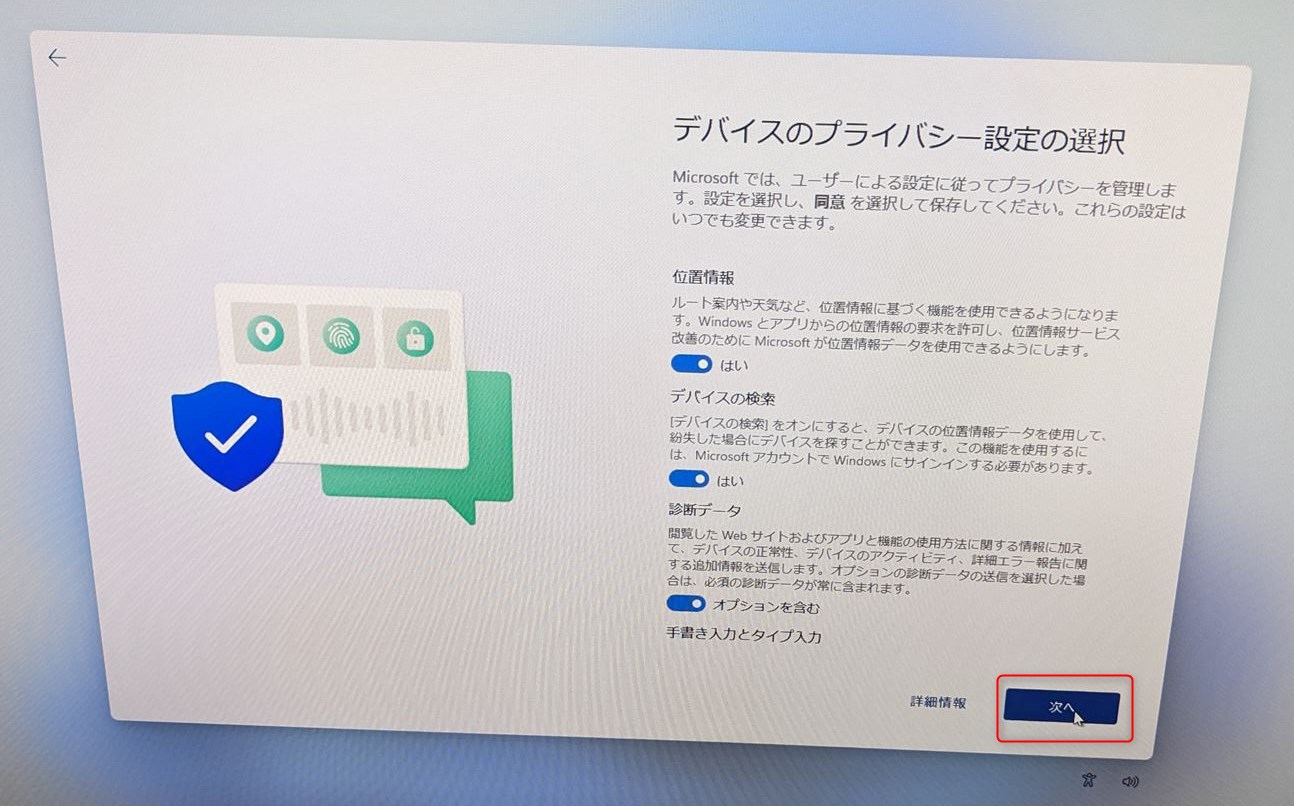 デバイスのプライバシー設定の選択
Microsoft では、ユーザーによる設定に従ってプライバシーを管理しま
す。設定を選択し、同意 を選択して保存してください。これらの設定は
いつでも変更できます。
位置情報
ルート案内や天気など、位置情報に基づく機能を使用できるようになりま
す。Windows とアプリからの位置情報の要求を許可し、位置情報サービス
改善のために Microsoft が位置情報データを使用できるようにします。
はい
デバイスの検索
[デバイスの検索] をオンにすると、デバイスの位置情報データを使用して、
紛失した場合にデバイスを探すことができます。この機能を使用するに
は、Microsoft アカウントで Windows にサインインする必要があります。
はい
診断データ
閲覧した Web サイトおよびアプリと機能の使用方法に関する情報に加え
て、デバイスの正常性、デバイスのアクティビティ、詳細エラー報告に関
する追加情報を送信します。オプションの診断データの送信を選択した場
合は、必須の診断データが常に含まれます。
オプションを含む
手書き入力とタイプ入力
詳細情報
次へ